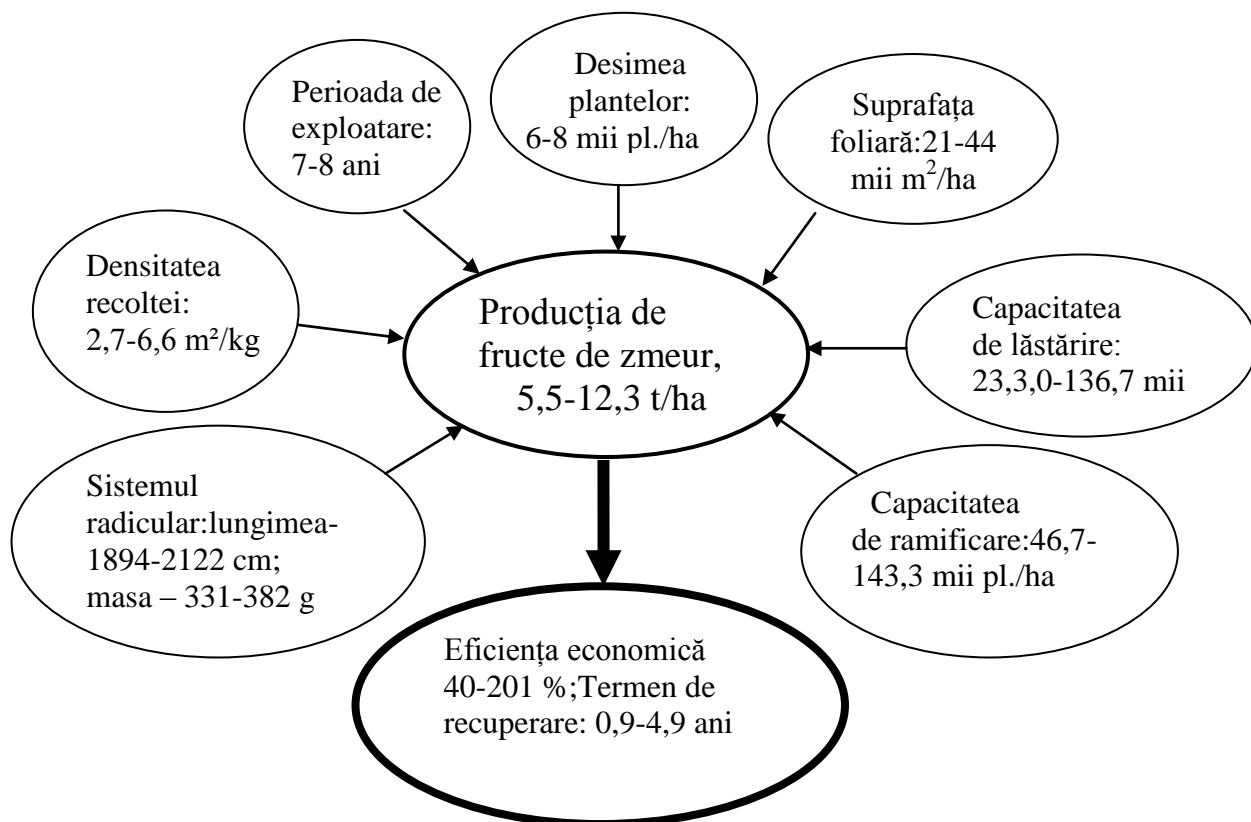 Perioada de
exploatare:
7-8 ani
Desimea
plantelor:
6-8 mii pl./ha
Suprafața
foliară:21-44
mii m²/ha
Densitatea
recoltei:
2,7-6,6 m²/kg
Producția de
fructe de zmeur,
5,5-12,3 t/ha
Capacitatea
de lăstărire:
23,3,0-136,7 mii
Sistemul
radicular:lungimea-
1894-2122 cm;
masa – 331-382 g
Capacitatea
de ramificare:46,7-
143,3 mii pl./ha
Eficiența economică
40-201 %;Termen de
recuperare: 0,9-4,9 ani